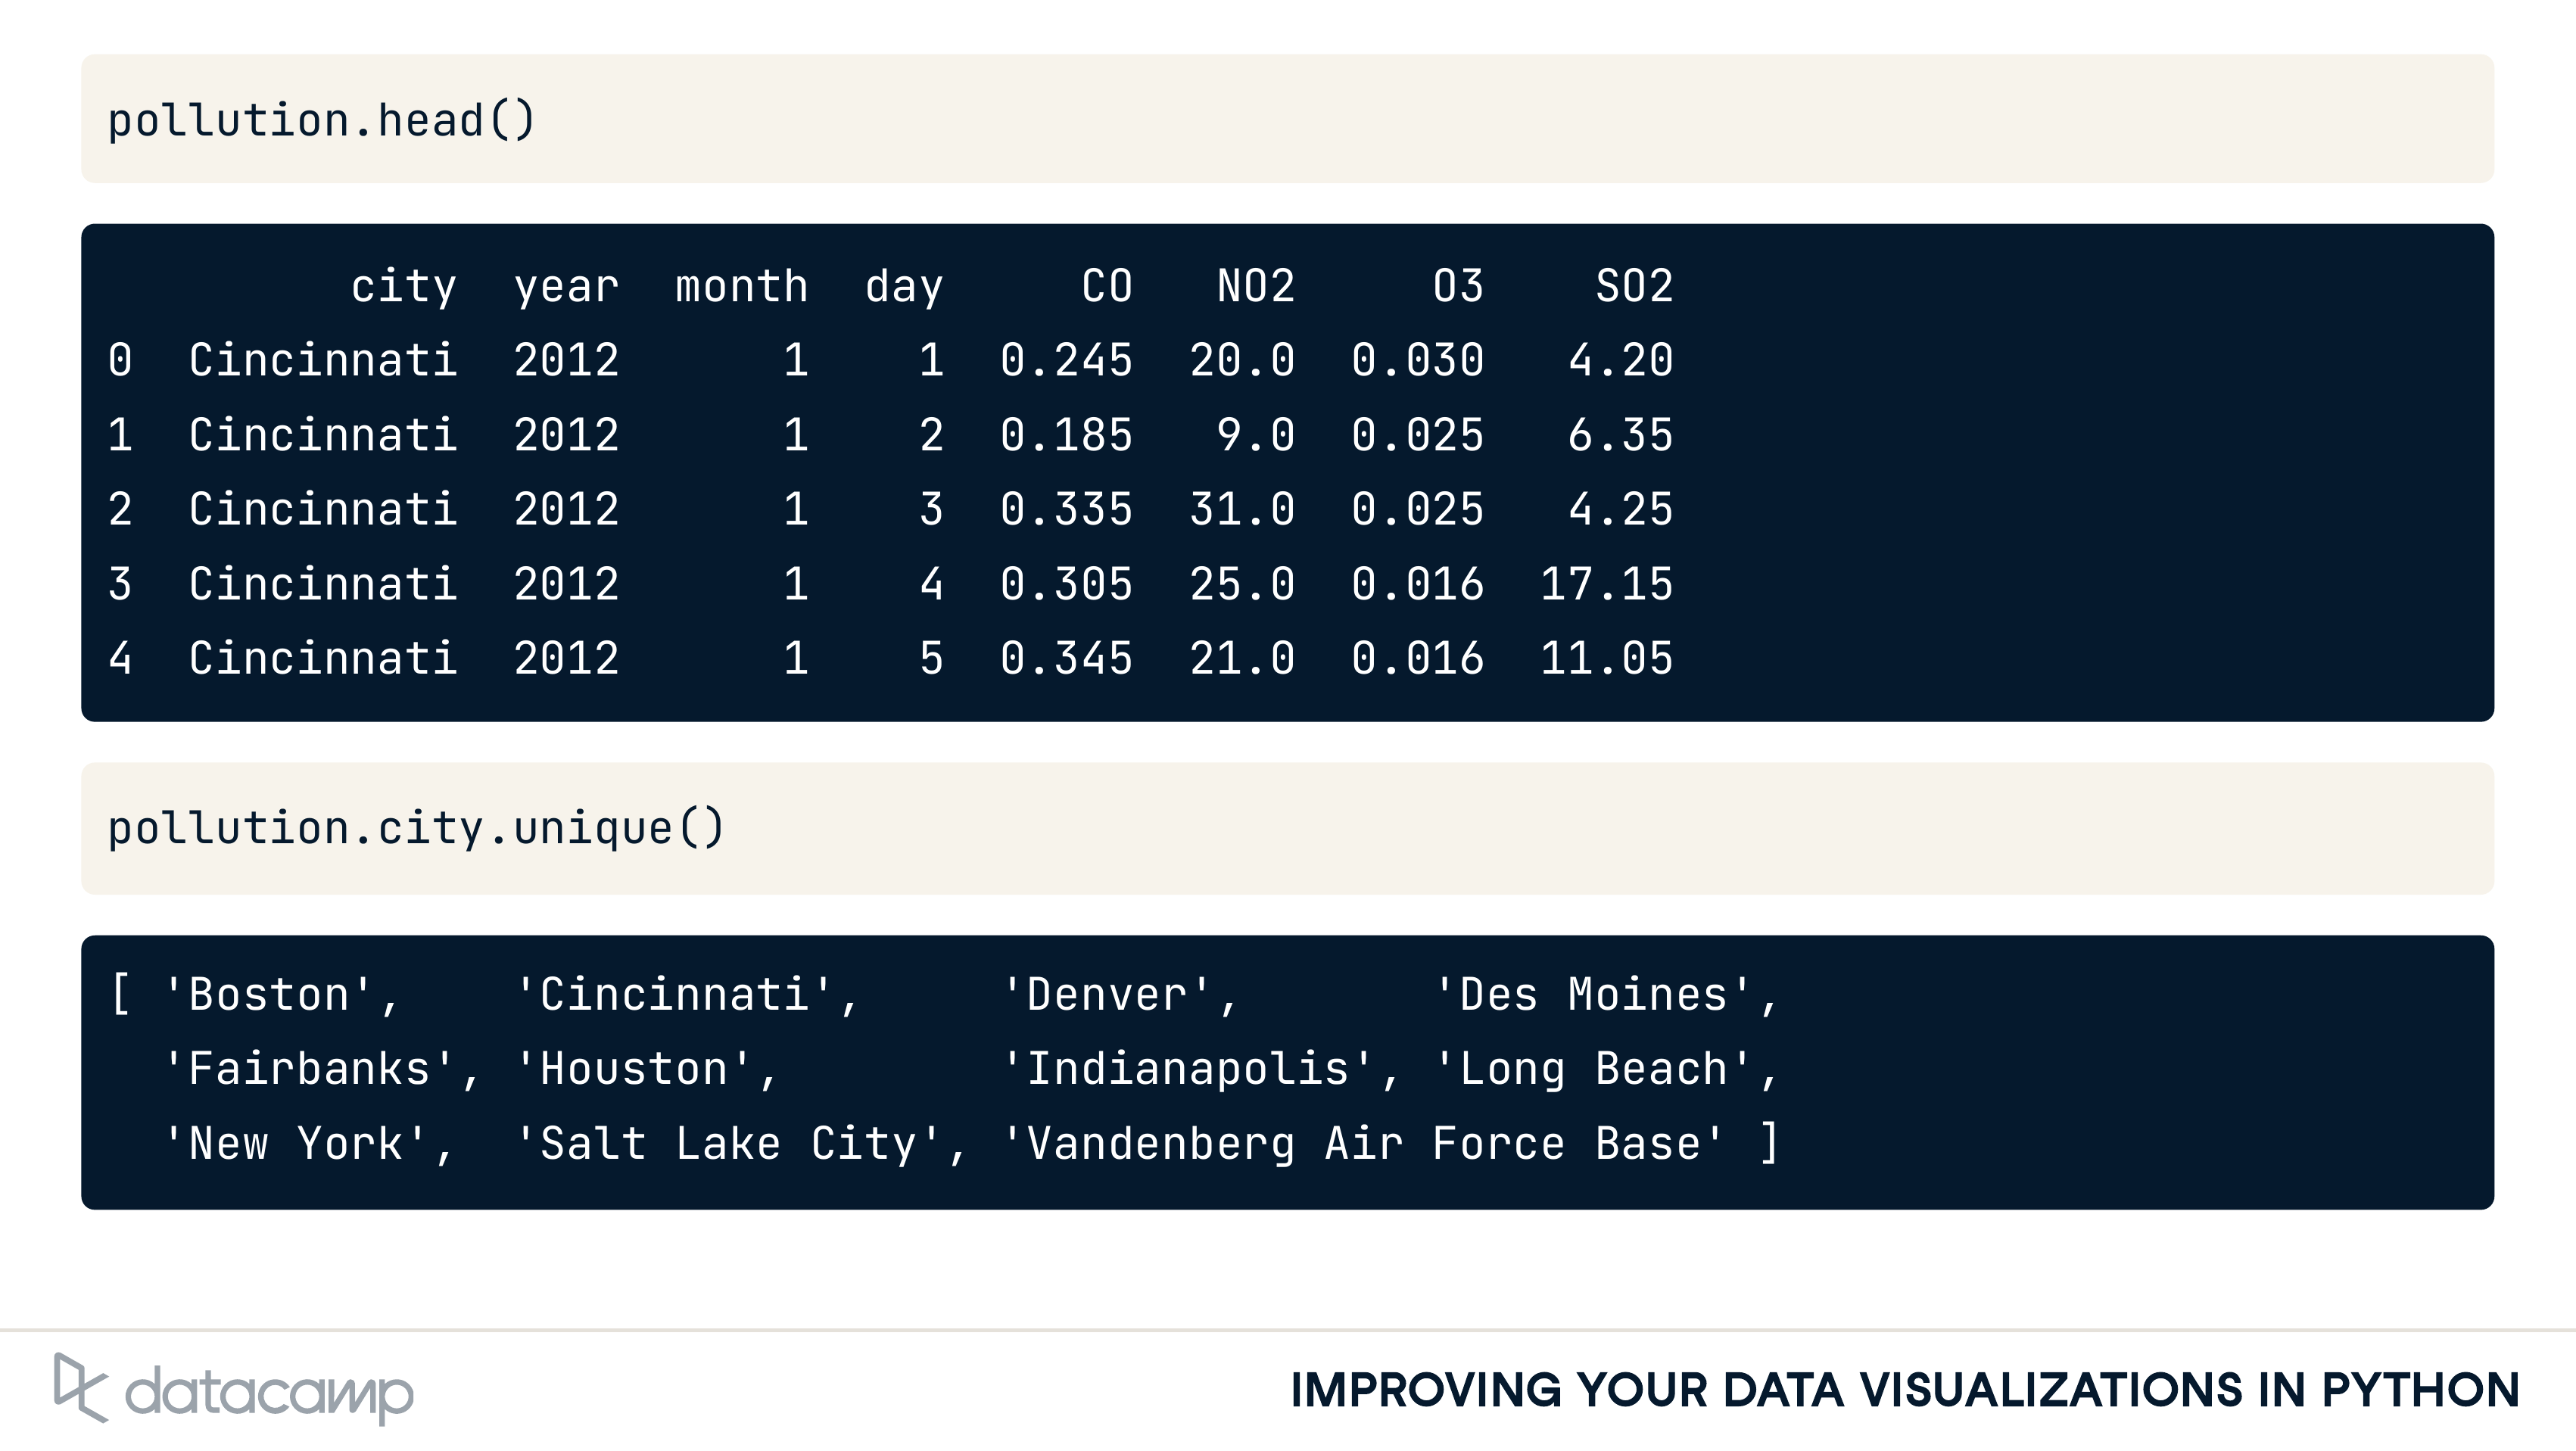 pollution.head()
        city  year  month  day     CO   NO2     O3    SO2
0  Cincinnati  2012      1    1  0.245  20.0  0.030   4.20
1  Cincinnati  2012      1    2  0.185   9.0  0.025   6.35
2  Cincinnati  2012      1    3  0.335  31.0  0.025   4.25
3  Cincinnati  2012      1    4  0.305  25.0  0.016  17.15
4  Cincinnati  2012      1    5  0.345  21.0  0.016  11.05
pollution.city.unique()
[ 'Boston',    'Cincinnati',     'Denver',       'Des Moines',
  'Fairbanks', 'Houston',        'Indianapolis', 'Long Beach',
  'New York',  'Salt Lake City', 'Vandenberg Air Force Base' ]
datacamp
IMPROVING YOUR DATA VISUALIZATIONS IN PYTHON